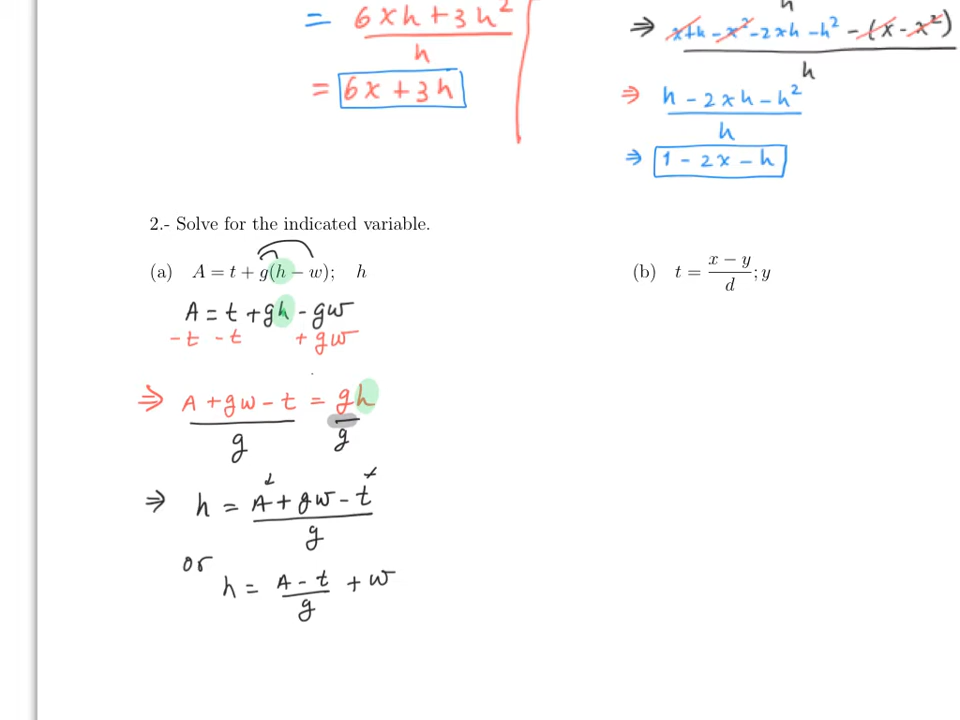 = 6xh + 3h²
h
= 6x + 3h
h
⇒ x+h - x² - 2xh - h² - (x - x²)
h
⇒ h - 2xh - h²
h
⇒ 1 - 2x - h
2.- Solve for the indicated variable.
(a) A = t + g(h − w); h
A = t + gh - gw
-t -t + gw
⇒ A + gw - t = gh
g g
⇒ h = A + gw - t
g
or
h = A - t + w
g
(b) t = x − y ; y
d